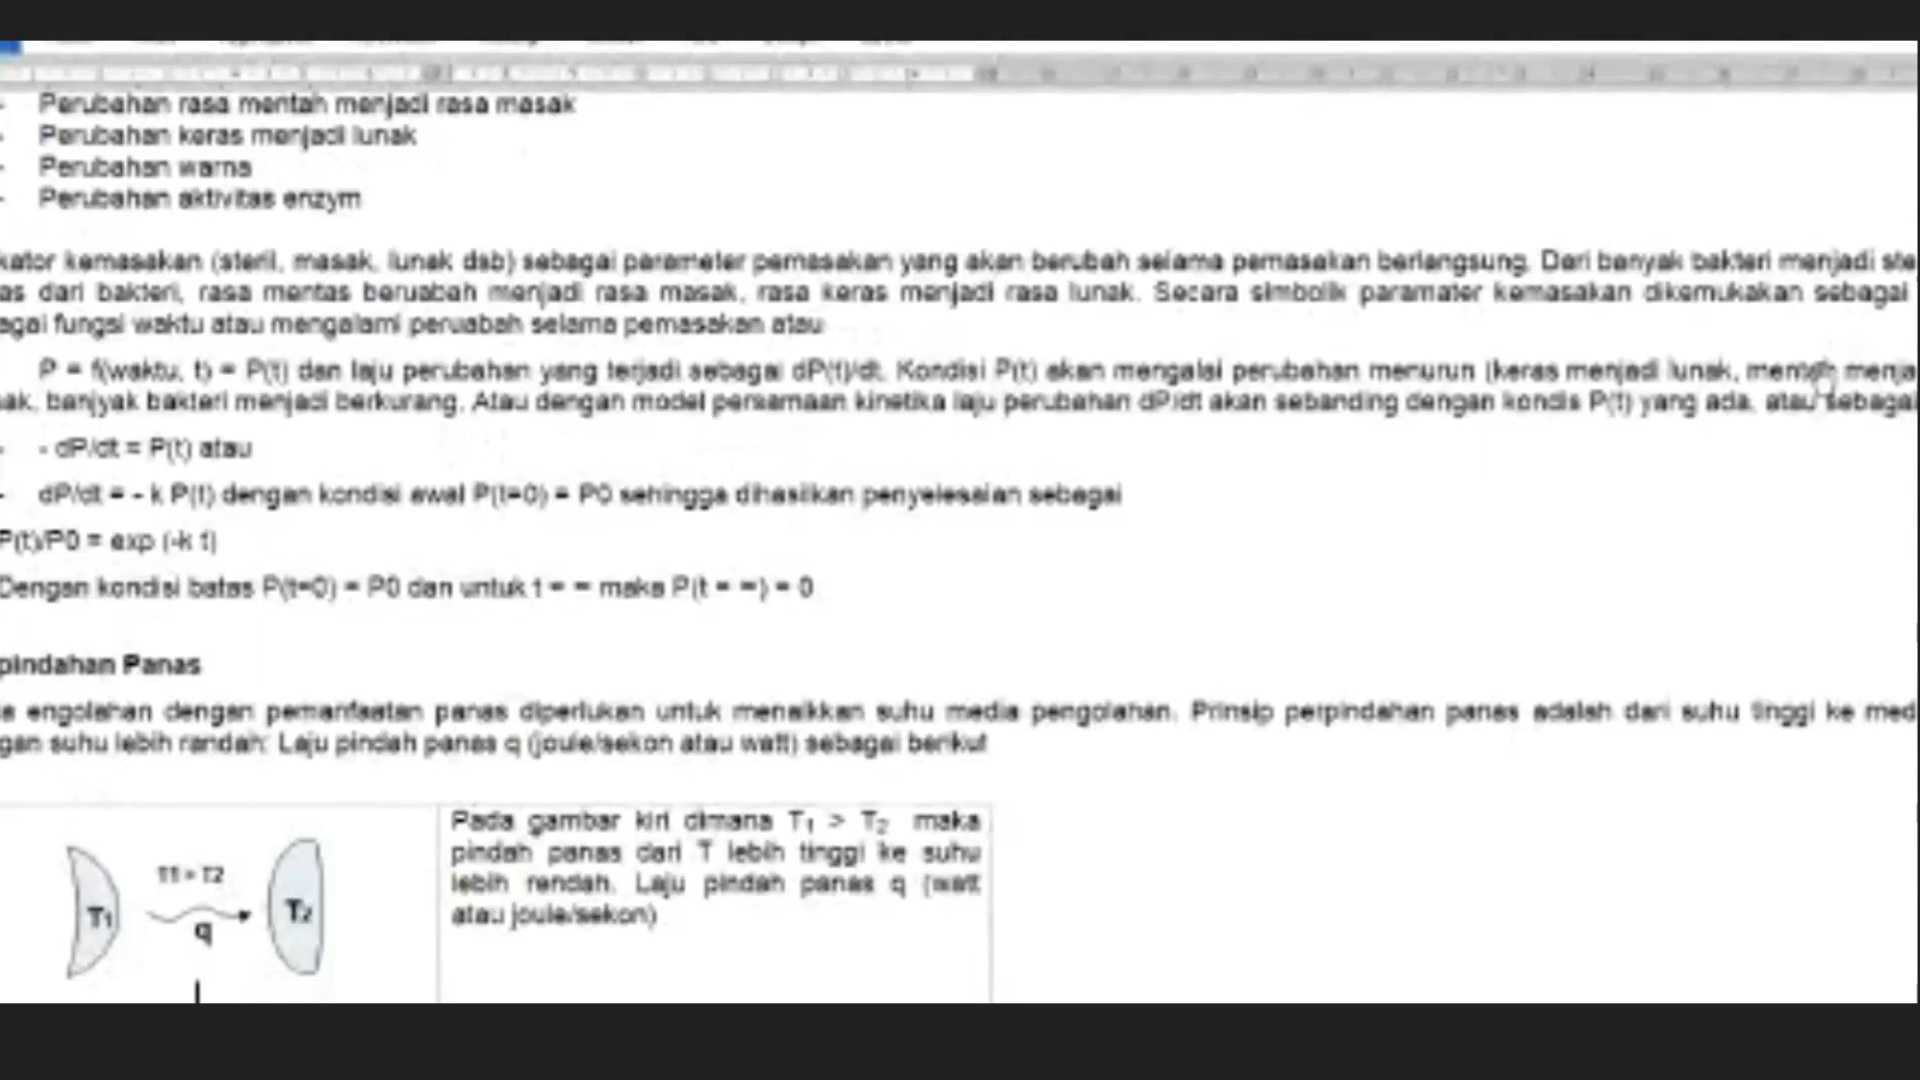 - Perubahan rasa mentah menjadi rasa masak
- Perubahan keras menjadi lunak
- Perubahan warna
- Perubahan aktivitas enzym
kator kemasakan (steril, masak, lunak dsb) sebagai parameter pemasakan yang akan berubah selama pemasakan berlangsung. Dari banyak bakteri menjadi ste
as dari bakteri, rasa mentas beruabah menjadi rasa masak, rasa keras menjadi rasa lunak. Secara simbolik paramater kemasakan dikemukakan sebagai
agai fungsi waktu atau mengalami peruabah selama pemasakan atau
P = f(waktu, t) = P(t) dan laju perubahan yang terjadi sebagai dP(t)/dt. Kondisi P(t) akan mengalai perubahan menurun (keras menjadi lunak, mentah menja
ak, banjyak bakteri menjadi berkurang. Atau dengan model persamaan kinetika laju perubahan dP/dt akan sebanding dengan kondis P(t) yang ada, atau sebagai
- - dP/dt = P(t) atau
- dP/dt = - k P(t) dengan kondisi awal P(t=0) = P0 sehingga dihasilkan penyelesaian sebagai
P(t)/P0 = exp (-k t)
Dengan kondisi batas P(t=0) = P0 dan untuk t = ∞ maka P(t = ∞) = 0
pindahan Panas
a engolahan dengan pemanfaatan panas diperlukan untuk menaikkan suhu media pengolahan. Prinsip perpindahan panas adalah dari suhu tinggi ke med
gan suhu lebih randah: Laju pindah panas q (joule/sekon atau watt) sebagai berikut
Pada gambar kiri dimana T₁ > T₂ maka
pindah panas dari T lebih tinggi ke suhu
lebih rendah. Laju pindah panas q (watt
atau joule/sekon)
T1 > T2
T₁
T₂
q